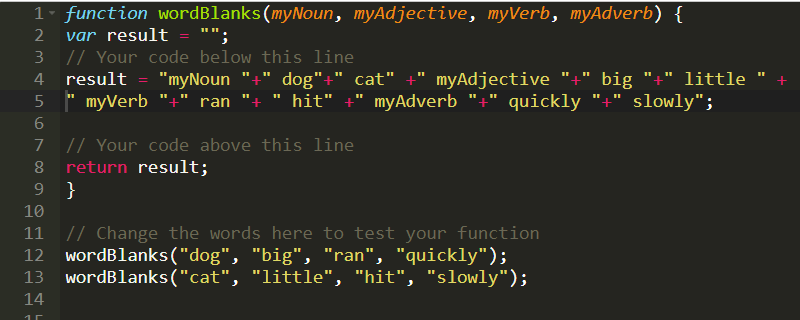 1 function wordBlanks(myNoun, myAdjective, myVerb, myAdverb) {
2 var result = "";
3 // Your code below this line
4 result = "myNoun "+" dog"+" cat" +" myAdjective "+" big "+" little " +
5 " myVerb "+" ran "+ " hit" +" myAdverb "+" quickly "+" slowly";
6
7 // Your code above this line
8 return result;
9 }
10
11 // Change the words here to test your function
12 wordBlanks("dog", "big", "ran", "quickly");
13 wordBlanks("cat", "little", "hit", "slowly");
14
15